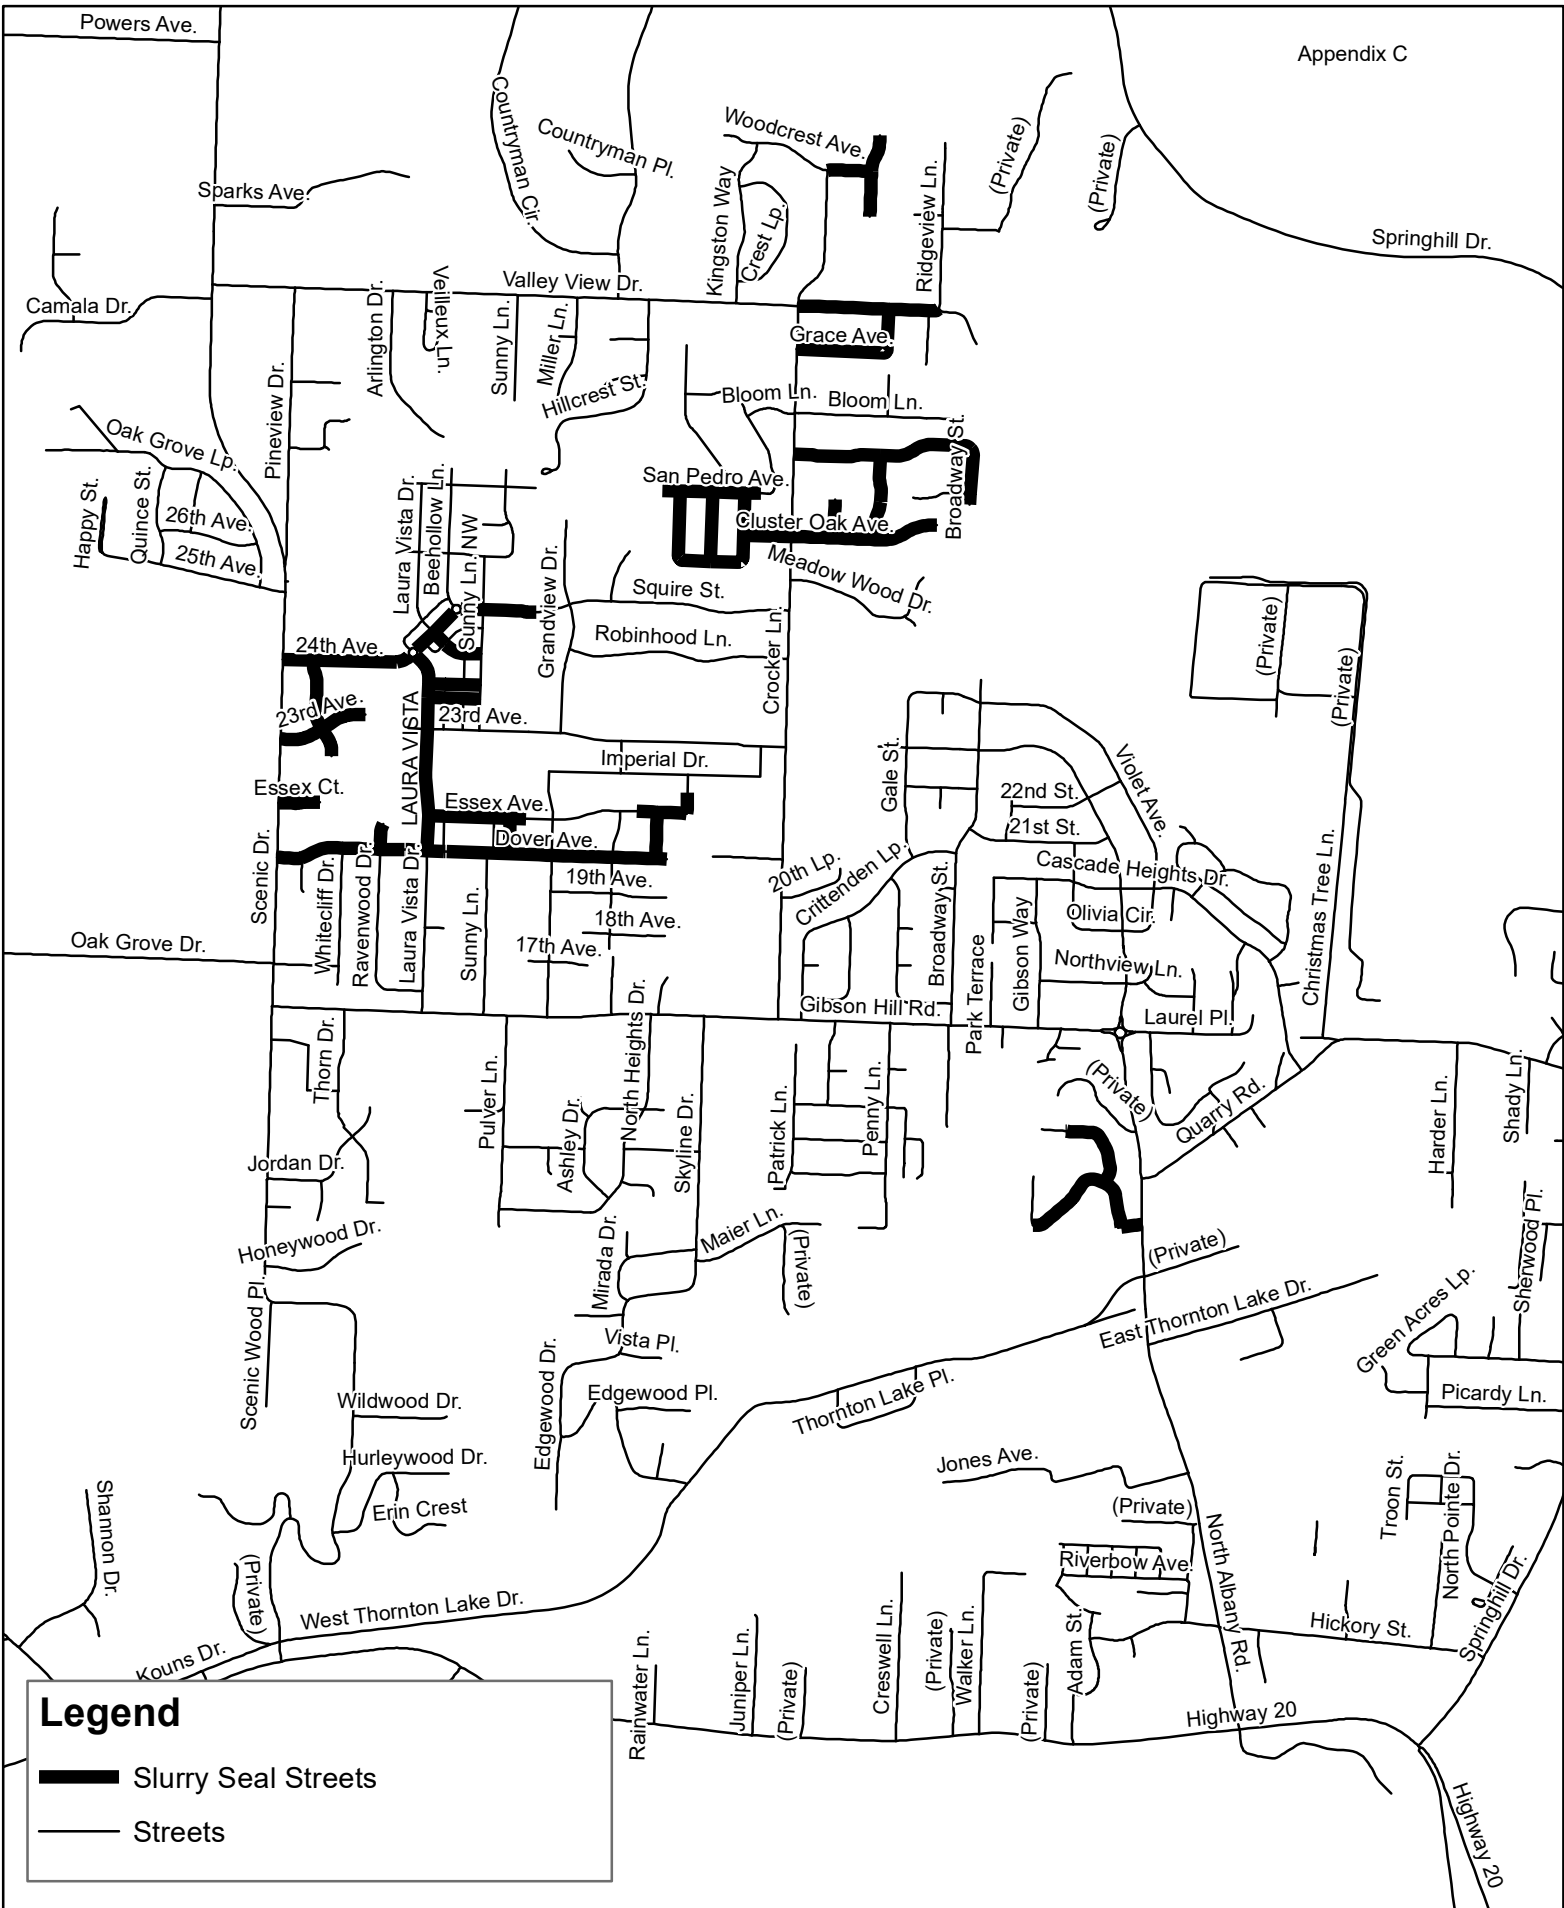 Powers Ave.
Appendix C
Countryman Cir.
Countryman Pl.
Woodcrest Ave.
(Private)
(Private)
Sparks Ave.
Kingston Way
Crest Lp.
Ridgeview Ln.
Springhill Dr.
Camala Dr.
Valley View Dr.
Arlington Dr.
Veilleux Ln.
Sunny Ln.
Miller Ln.
Grace Ave.
Pineview Dr.
Hillcrest St.
Bloom Ln.
Bloom Ln.
Oak Grove Lp.
Broadway St.
San Pedro Ave.
Happy St.
Quince St.
26th Ave.
25th Ave.
Laura Vista Dr.
Beehollow Ln.
Sunny Ln. NW
Cluster Oak Ave.
Grandview Dr.
Meadow Wood Dr.
Squire St.
Robinhood Ln.
Crocker Ln.
(Private)
(Private)
24th Ave.
23rd Ave.
LAURA VISTA
23rd Ave.
Imperial Dr.
Gale St.
Violet Ave.
22nd St.
21st St.
Essex Ct.
Essex Ave.
Dover Ave.
Scenic Dr.
Whitecliff Dr.
Ravenwood Dr.
Laura Vista Dr.
Sunny Ln.
19th Ave.
18th Ave.
17th Ave.
20th Lp.
Crittenden Lp.
Broadway St.
Cascade Heights Dr.
Olivia Cir.
Christmas Tree Ln.
Oak Grove Dr.
Park Terrace
Gibson Way
Northview Ln.
Gibson Hill Rd.
Laurel Pl.
Thorn Dr.
Pulver Ln.
Ashley Dr.
North Heights Dr.
Skyline Dr.
Patrick Ln.
Penny Ln.
(Private)
Quarry Rd.
Harder Ln.
Shady Ln.
Jordan Dr.
Honeywood Dr.
Mirada Dr.
Maier Ln.
(Private)
(Private)
Sherwood Pl.
Scenic Wood Pl.
Vista Pl.
East Thornton Lake Dr.
Green Acres Lp.
Edgewood Dr.
Edgewood Pl.
Thornton Lake Pl.
Picardy Ln.
Wildwood Dr.
Hurleywood Dr.
Erin Crest
Jones Ave.
(Private)
Troon St.
North Pointe Dr.
Shannon Dr.
(Private)
Riverbow Ave.
North Albany Rd.
West Thornton Lake Dr.
Kouns Dr.
Rainwater Ln.
Juniper Ln.
(Private)
Creswell Ln.
(Private)
Walker Ln.
(Private)
Adam St.
Hickory St.
Springhill Dr.
Highway 20
Highway 20
Legend
Slurry Seal Streets
Streets